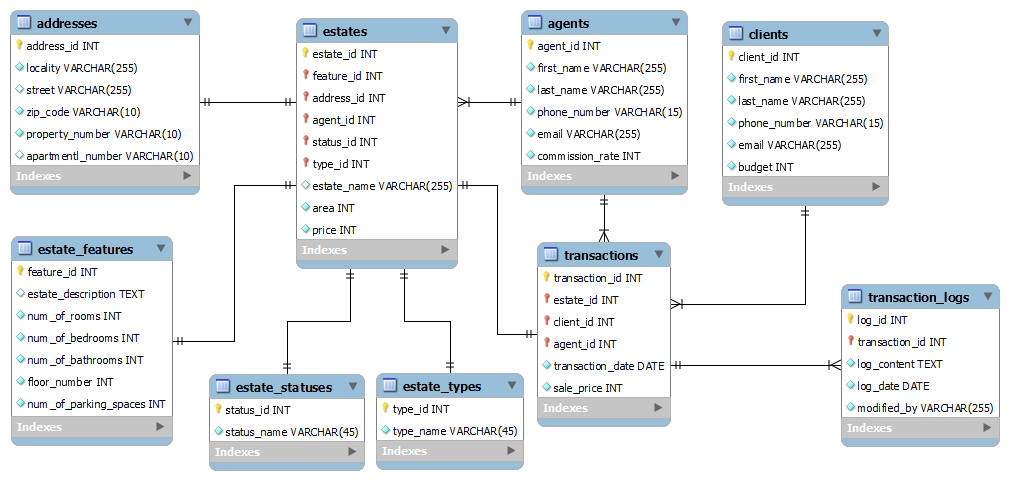 addresses
address_id INT
locality VARCHAR(255)
street VARCHAR(255)
zip_code VARCHAR(10)
property_number VARCHAR(10)
apartmentl_number VARCHAR(10)
Indexes
estates
estate_id INT
feature_id INT
address_id INT
agent_id INT
status_id INT
type_id INT
estate_name VARCHAR(255)
area INT
price INT
Indexes
agents
agent_id INT
first_name VARCHAR(255)
last_name VARCHAR(255)
phone_number VARCHAR(15)
email VARCHAR(255)
commission_rate INT
Indexes
clients
client_id INT
first_name VARCHAR(255)
last_name VARCHAR(255)
phone_number VARCHAR(15)
email VARCHAR(255)
budget INT
Indexes
estate_features
feature_id INT
estate_description TEXT
num_of_rooms INT
num_of_bedrooms INT
num_of_bathrooms INT
floor_number INT
num_of_parking_spaces INT
Indexes
transactions
transaction_id INT
estate_id INT
client_id INT
agent_id INT
transaction_date DATE
sale_price INT
Indexes
transaction_logs
log_id INT
transaction_id INT
log_content TEXT
log_date DATE
modified_by VARCHAR(255)
Indexes
estate_statuses
status_id INT
status_name VARCHAR(45)
Indexes
estate_types
type_id INT
type_name VARCHAR(45)
Indexes